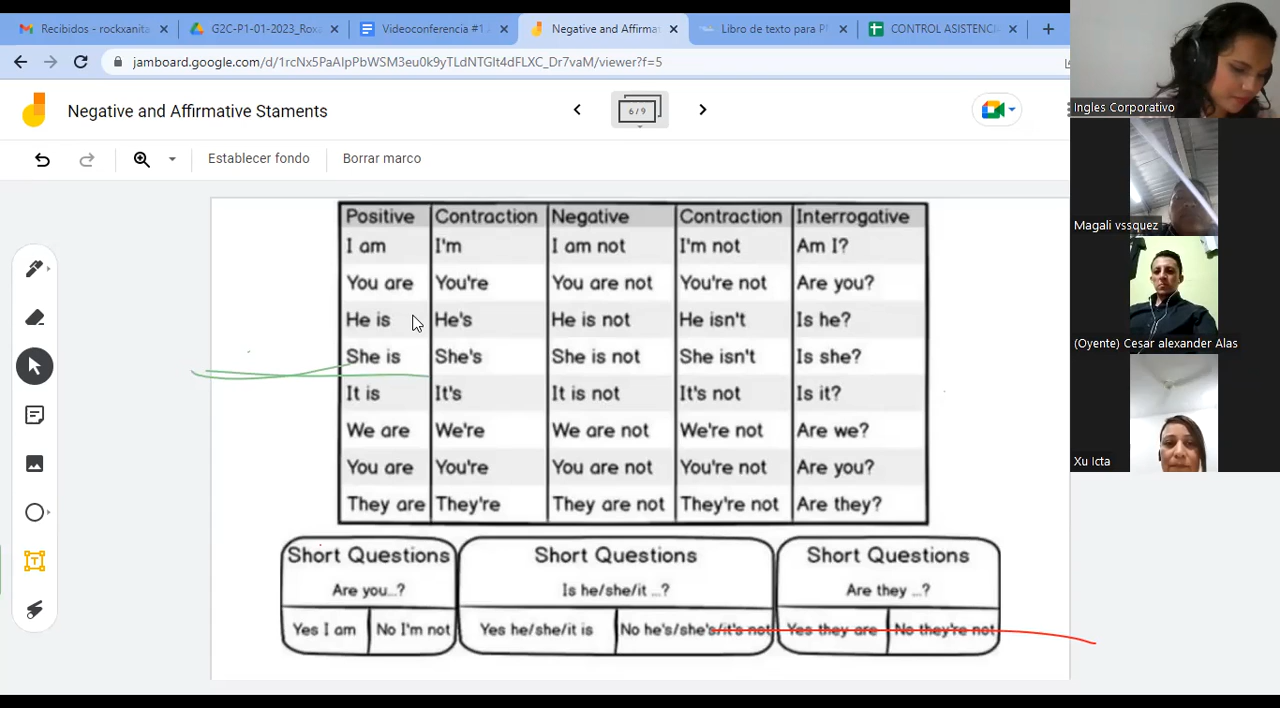 Recibidos - rockxanita
G2C-P1-01-2023_Rox
Videoconferencia #1
Negative and Affirmat
Libro de texto para P
CONTROL ASISTENCI
jamboard.google.com/d/1rcNx5PaAIpPbWSM3eu0k9yTLdNTGIt4dFLXC_Dr7vaM/viewer?f=5
Negative and Affirmative Staments
6/9
Establecer fondo
Borrar marco
Positive Contraction Negative Contraction Interrogative
I am I'm I am not I'm not Am I?
You are You're You are not You're not Are you?
He is He's He is not He isn't Is he?
She is She's She is not She isn't Is she?
It is It's It is not It's not Is it?
We are We're We are not We're not Are we?
You are You're You are not You're not Are you?
They are They're They are not They're not Are they?
Short Questions
Are you...?
Yes I am No I'm not
Short Questions
Is he/she/it ...?
Yes he/she/it is No he's/she's/it's not
Short Questions
Are they ...?
Yes they are No they're not
Ingles Corporativo
Magali vssquez
(Oyente) Cesar alexander Alas
Xu Icta